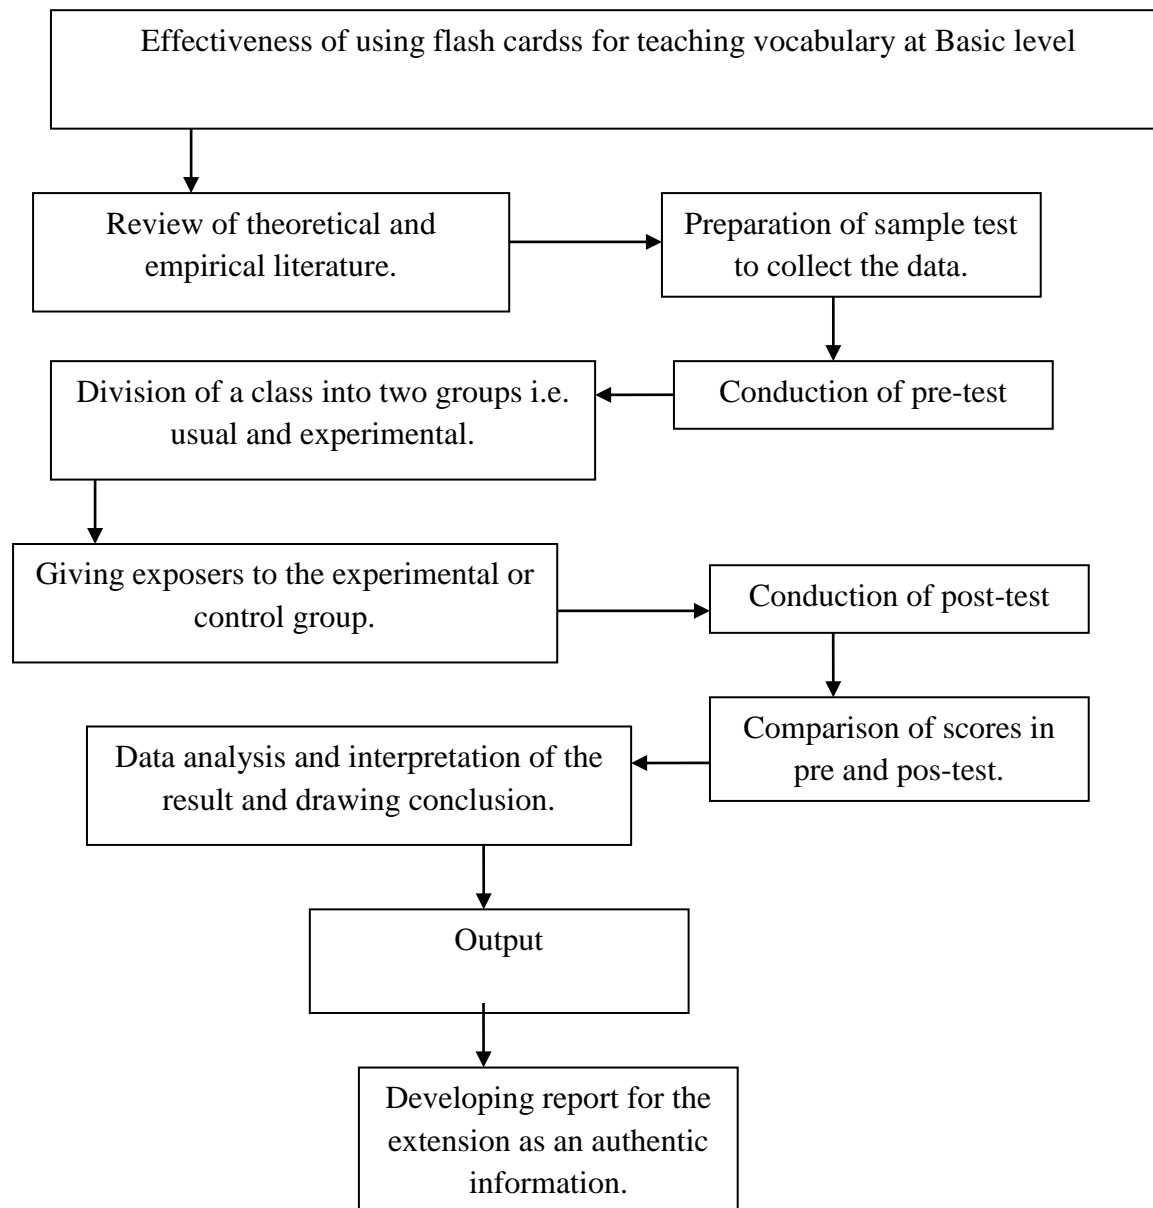 Effectiveness of using flash cardss for teaching vocabulary at Basic level
Review of theoretical and
empirical literature.
Preparation of sample test
to collect the data.
Conduction of pre-test
Division of a class into two groups i.e.
usual and experimental.
Giving exposers to the experimental or
control group.
Conduction of post-test
Comparison of scores in
pre and pos-test.
Data analysis and interpretation of the
result and drawing conclusion.
Output
Developing report for the
extension as an authentic
information.